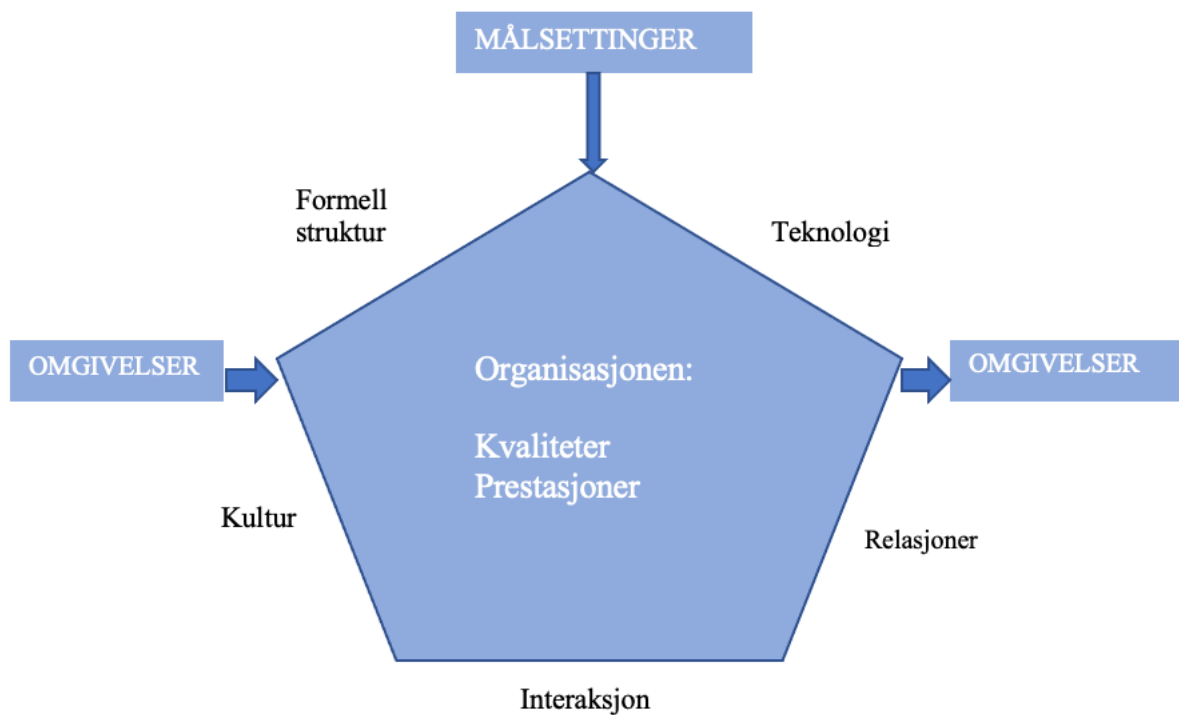 MÅLSETTINGER
Formell
struktur
Teknologi
OMGIVELSER
Organisasjonen:
Kvaliteter
Prestasjoner
OMGIVELSER
Kultur
Relasjoner
Interaksjon